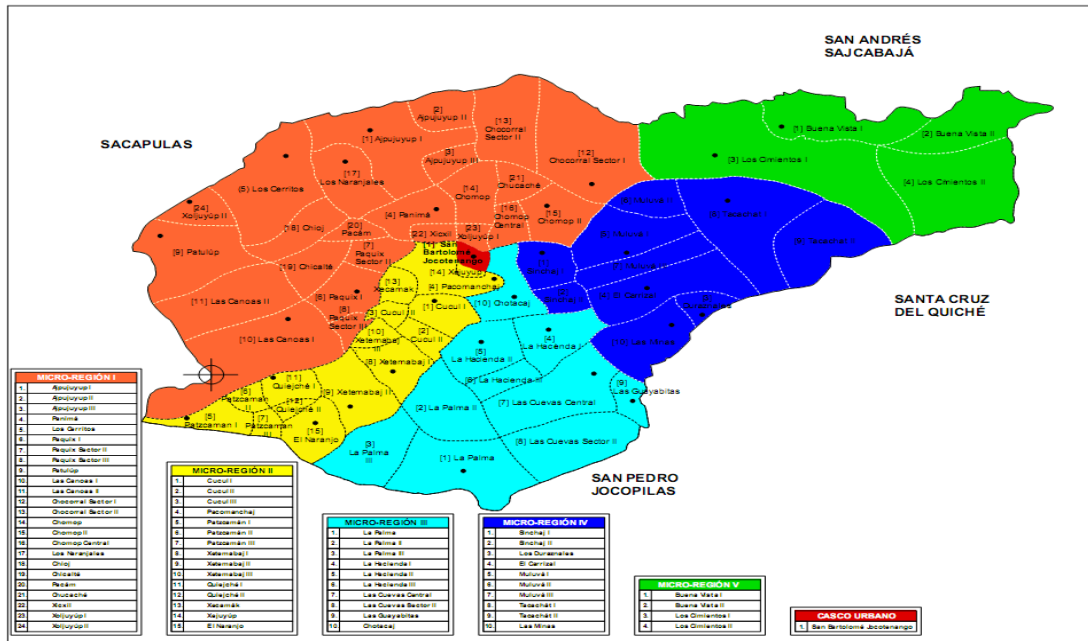 SAN ANDRÉS
SAJCABAJÁ
SACAPULAS
SANTA CRUZ
DEL QUICHÉ
SAN PEDRO
JOCOPILAS
[2]
Ajpujuyup II
[13]
Chocorral
Sector II
[1] Ajpujuyup I
[3]
Ajpujuyup III
[12]
Chocorral Sector I
[17]
Los Naranjales
(5) Los Cerritos
[21]
Chucaché
[14]
Chomop
[24]
Xoljuyúp II
[4] Panimá
[16]
Chomop
Central
[15]
Chomop II
[18] Chioj
[20]
Pacám
[22] Xicxil
[23]
Xoljuyup I
[9] Patulúp
[7]
Paquix
Sector II
[1] San
Bartolomé
Jocotenango
[19] Chicalté
[14] Xejuyup
[11] Las Canoas II
[6] Paquix I
[8]
Paquix
Sector III
[10] Las Canoas I
[13]
Xecamak
[4] Pacomanchaj
[1] Cucul I
[3] Cucul III
[2]
Cucul II
[10]
Xetemabaj
III
[8] Xetemabaj I
[9] Xetemabaj II
[11]
Quiejché I
[12]
Quiejché II
[6]
Patzcaman
II
[5]
Patzcaman I
[7]
Patzcaman
III
[15]
El Naranjo
[10] Chotacaj
[4]
La Hacienda I
[5]
La Hacienda II
[6] La Hacienda III
[7] Las Cuevas Central
[9]
Las Guayabitas
[2] La Palma II
[8] Las Cuevas Sector II
[3]
La Palma
III
[1] La Palma
[1]
Sinchaj I
[2]
Sinchaj II
[4] El Carrizal
[10] Las Minas
[1] Buena Vista I
[2] Buena Vista II
[3] Los Cimientos I
[4] Los Cimientos II
MICRO-REGIÓN I
1. Ajpujuyup I
2. Ajpujuyup II
3. Ajpujuyup III
4. Panimá
5. Los Cerritos
6. Paquix I
7. Paquix Sector II
8. Paquix Sector III
9. Patulúp
10 Las Canoas I
11 Las Canoas II
12 Chocorral Sector I
13 Chocorral Sector II
14 Chomop
15 Chomop II
16 Chomop Central
17 Los Naranjales
18 Chioj
19 Chicalté
20 Pacám
21 Chucaché
22 Xicxil
23 Xoljuyúp I
24 Xoljuyúp II
MICRO-REGIÓN II
1. Cucul I
2. Cucul II
3. Cucul III
4. Pacomanchaj
5. Patzcamán I
6. Patzcamán II
7. Patzcamán III
8. Xetemabaj I
9. Xetemabaj II
10. Xetemabaj III
11 Quiejché I
12 Quiejché II
13. Xecamák
14 Xejuyúp
15 El Naranjo
MICRO-REGIÓN III
1. La Palma
2. La Palma II
3. La Palma III
4. La Hacienda I
5. La Hacienda II
6. La Hacienda III
7. Las Cuevas Central
8. Las Cuevas Sector II
9. Las Guayabitas
10. Chotacaj
MICRO-REGIÓN IV
1. Sinchaj I
2. Sinchaj II
3. Los Duraznales
4. El Carrizal
5. Muluvá I
6. Muluvá II
7. Muluvá III
8. Tacachát I
9. Tacachat II
10. Las Minas
MICRO-REGIÓN V
1. Buena Vista I
2. Buena Vista II
3. Los Cimientos I
4. Los Cimientos II
CASCO URBANO
1. San Bartolomé Jocotenango